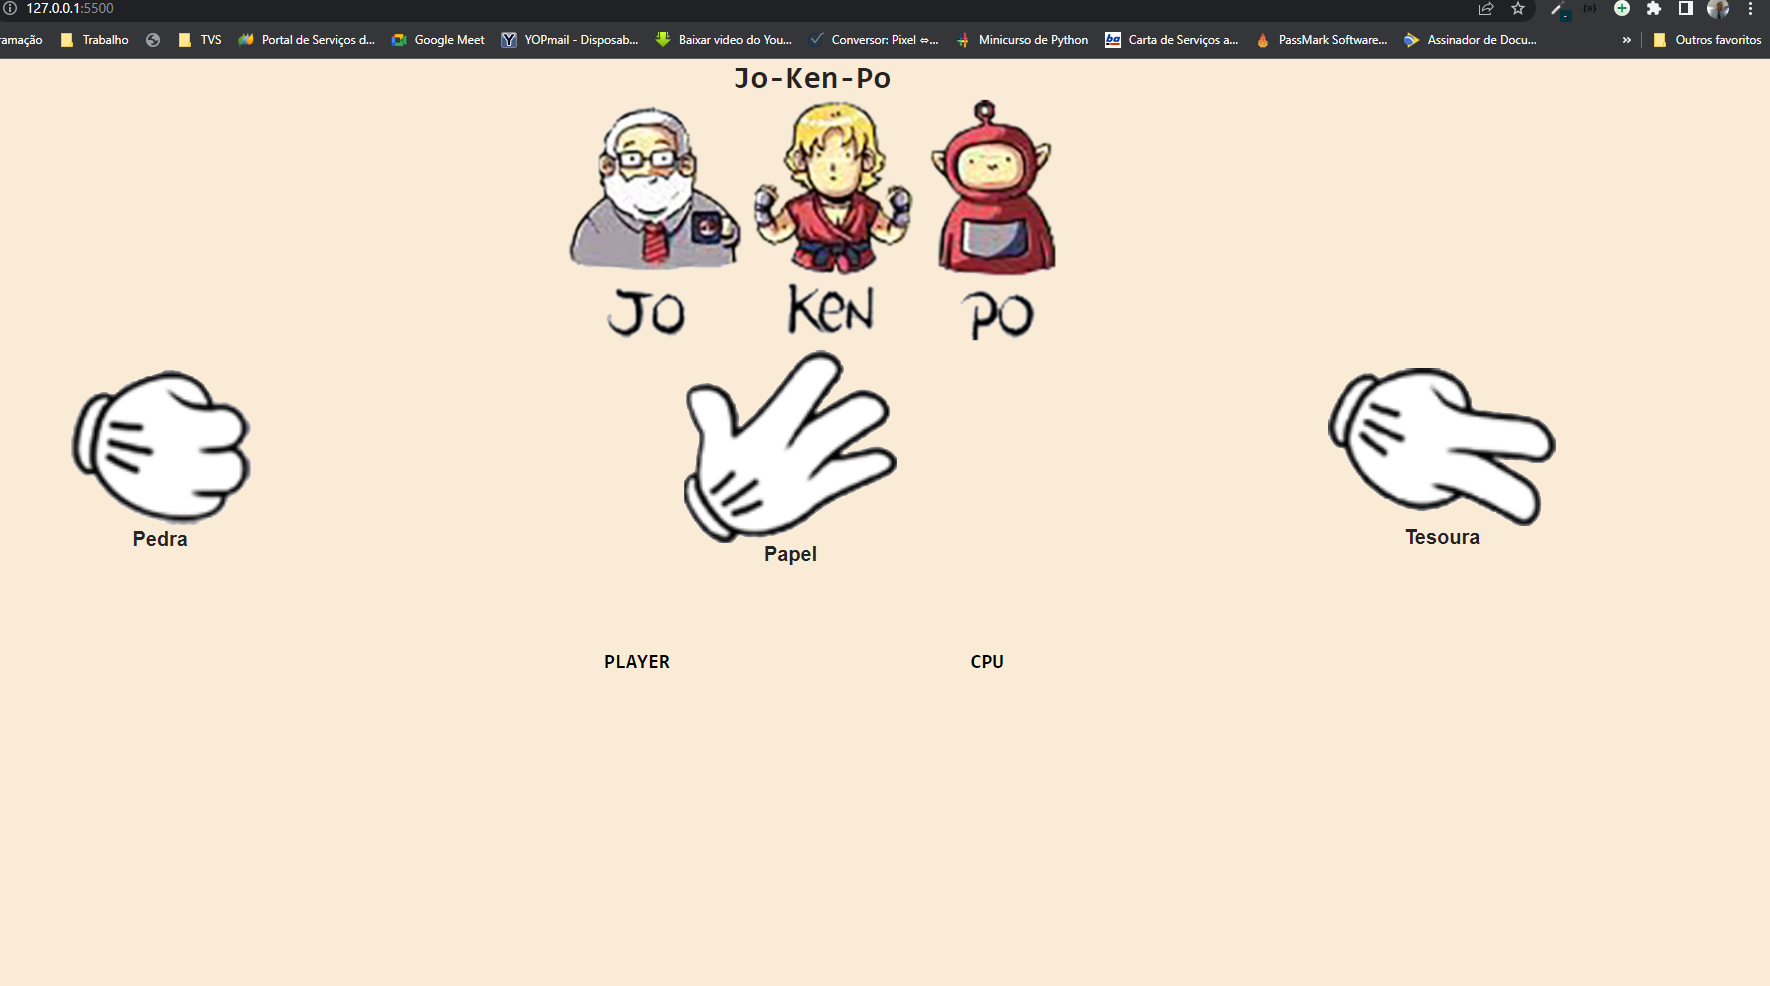 127.0.0.1:5500
ramação Trabalho TVS Portal de Serviços d... Google Meet YOPmail - Disposab... Baixar video do You... Conversor: Pixel ⇔... Minicurso de Python Carta de Serviços a... PassMark Software... Assinador de Docu... » Outros favoritos
Jo-Ken-Po
JO KEN PO
Pedra
Papel
Tesoura
PLAYER CPU